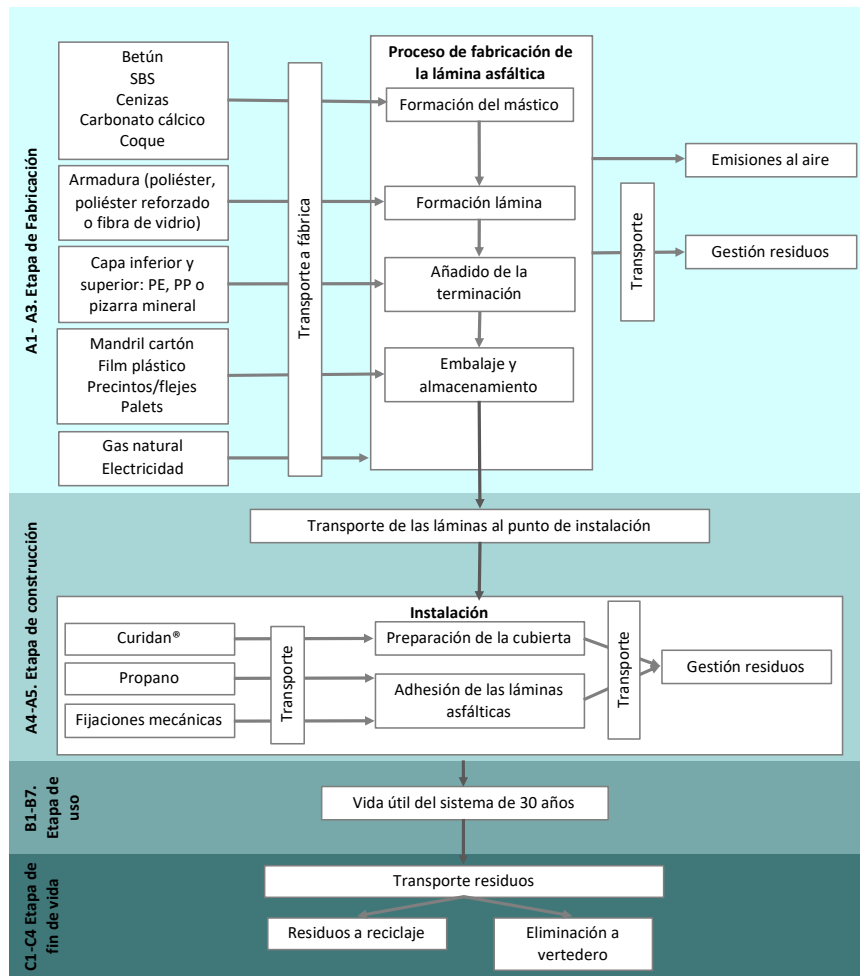 A1- A3. Etapa de Fabricación
Betún
SBS
Cenizas
Carbonato cálcico
Coque
Armadura (poliéster,
poliéster reforzado
o fibra de vidrio)
Capa inferior y
superior: PE, PP o
pizarra mineral
Mandril cartón
Film plástico
Precintos/flejes
Palets
Gas natural
Electricidad
Transporte a fábrica
Proceso de fabricación de
la lámina asfáltica
Formación del mástico
Formación lámina
Añadido de la
terminación
Embalaje y
almacenamiento
Emisiones al aire
Transporte
Gestión residuos
A4-A5. Etapa de construcción
Transporte de las láminas al punto de instalación
Instalación
Curidan®
Propano
Fijaciones mecánicas
Transporte
Preparación de la cubierta
Adhesión de las láminas
asfálticas
Transporte
Gestión residuos
B1-B7.
Etapa de
uso
Vida útil del sistema de 30 años
C1-C4 Etapa de
fin de vida
Transporte residuos
Residuos a reciclaje
Eliminación a
vertedero